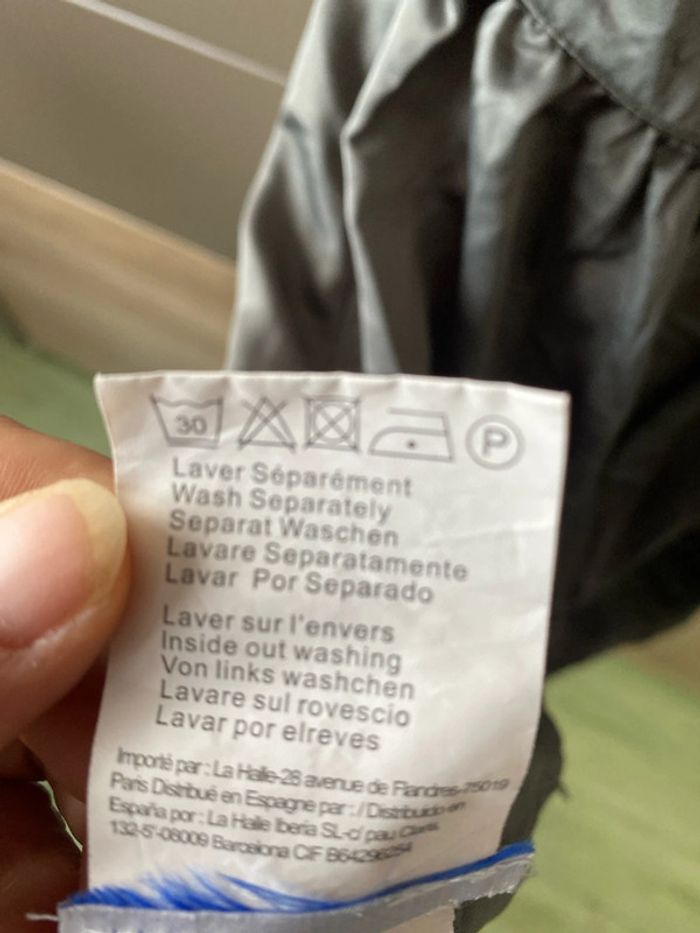 30
P
Laver Séparément
Wash Separately
Separat Waschen
Lavare Separatamente
Lavar Por Separado
Laver sur l'envers
Inside out washing
Von links washchen
Lavare sul rovescio
Lavar por elreves
Importé par : La Halle-28 avenue de Flandres-75019
Paris Distribué en Espagne par : / Distribuido en
España por : La Halle Iberia SL-c/ pau Claris,
132-5°-08009 Barcelona CIF